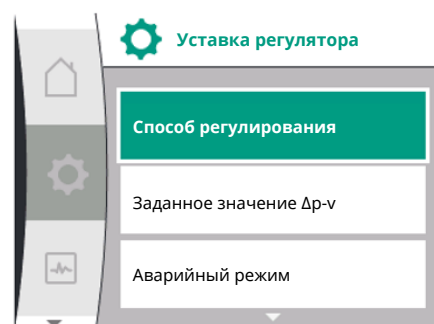 Уставка регулятора
Способ регулирования
Заданное значение Δp-v
Аварийный режим